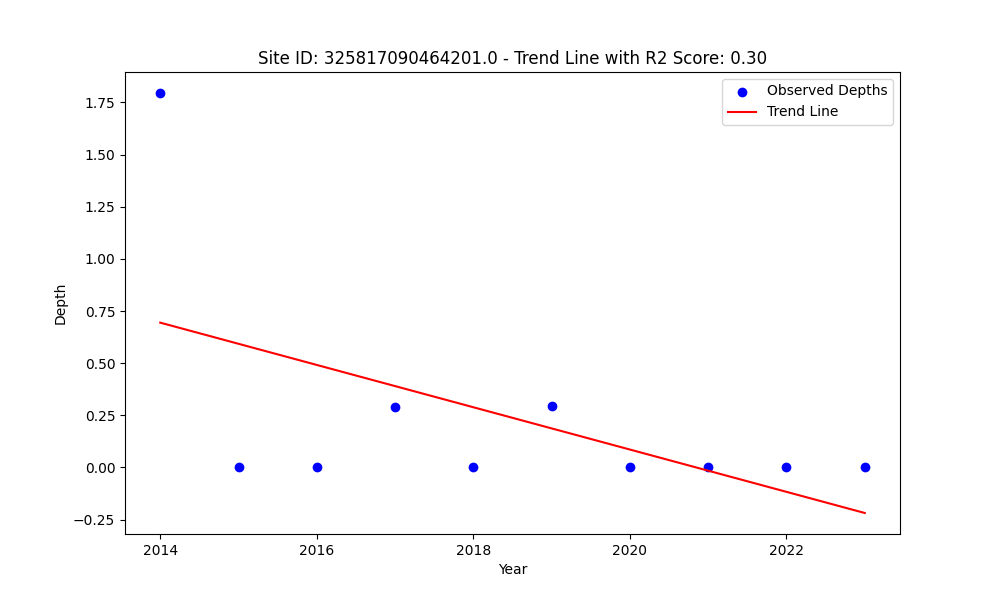 Site ID: 325817090464201.0 - Trend Line with R2 Score: 0.30
Observed Depths
Trend Line
1.75
1.50
1.25
1.00
0.75
0.50
0.25
0.00
−0.25
Depth
2014
2016
2018
2020
2022
Year